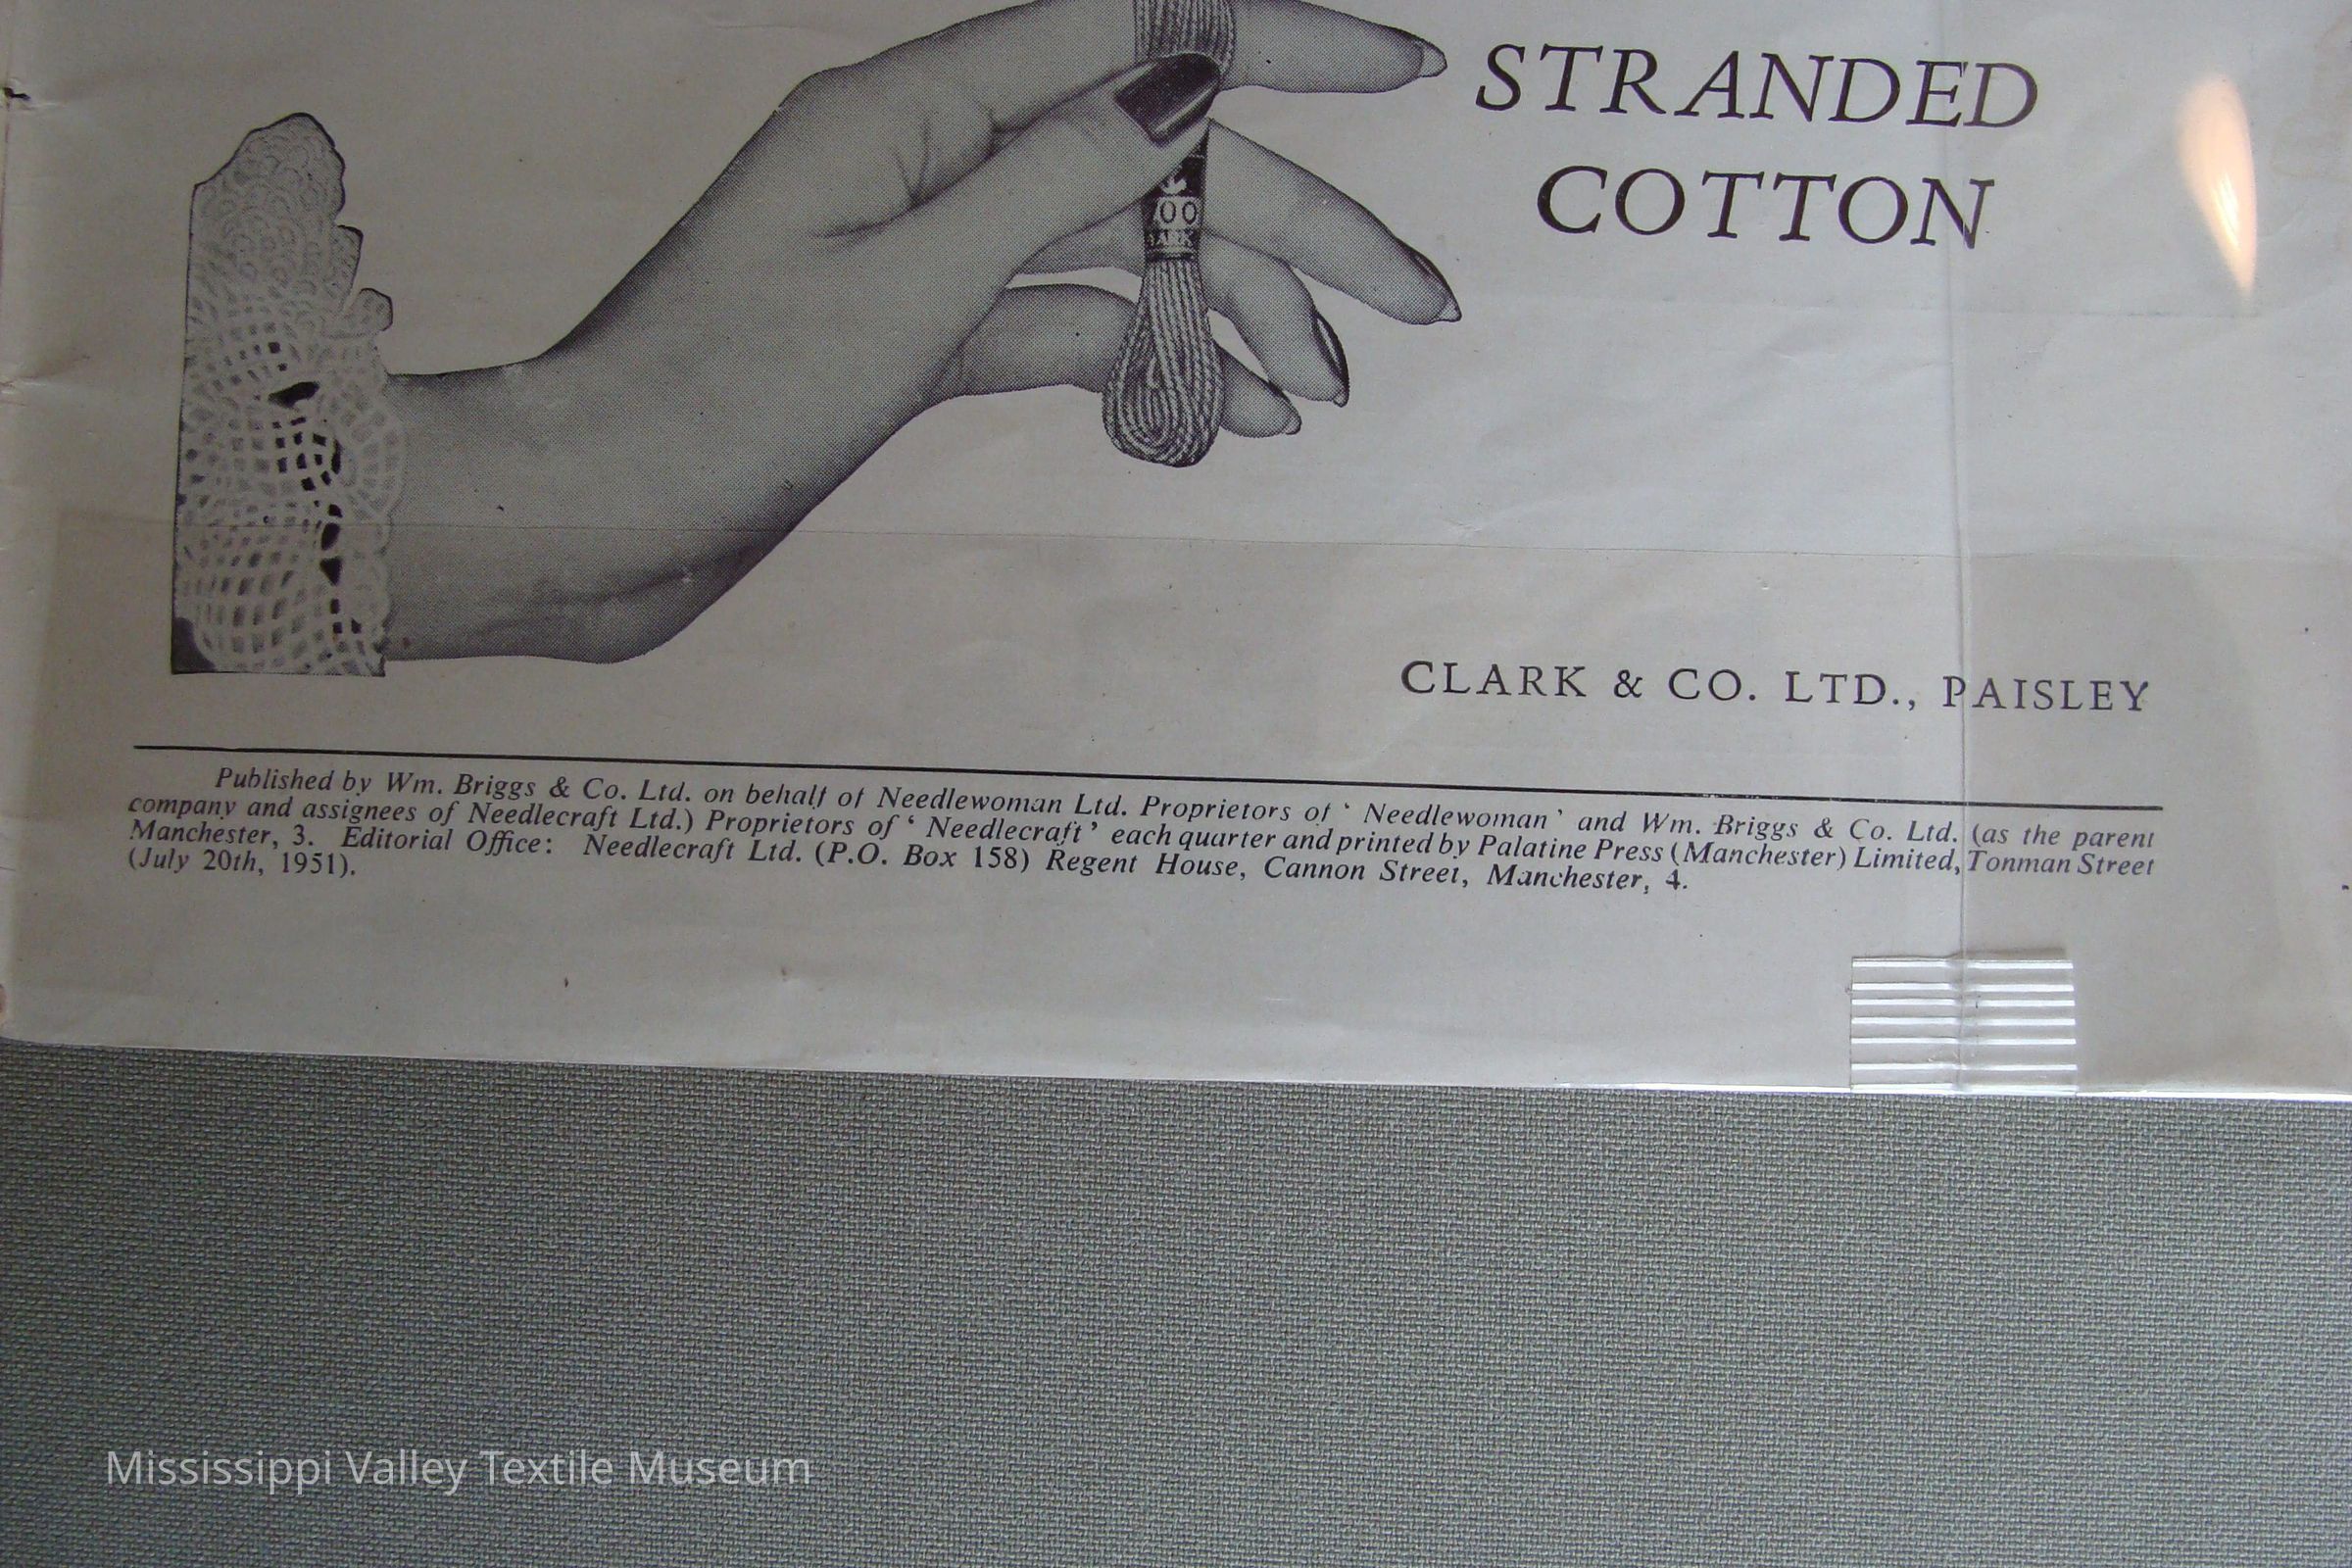 STRANDED
COTTON
CLARK & CO. LTD., PAISLEY
Published by Wm. Briggs & Co. Ltd. on behalf of Needlewoman Ltd. Proprietors of ‘ Needlewoman ’ and Wm. Briggs & Co. Ltd. (as the parent
company and assignees of Needlecraft Ltd.) Proprietors of ‘ Needlecraft ’ each quarter and printed by Palatine Press (Manchester) Limited, Tonman Street
Manchester, 3. Editorial Office: Needlecraft Ltd. (P.O. Box 158) Regent House, Cannon Street, Manchester, 4.
(July 20th, 1951).
Mississippi Valley Textile Museum